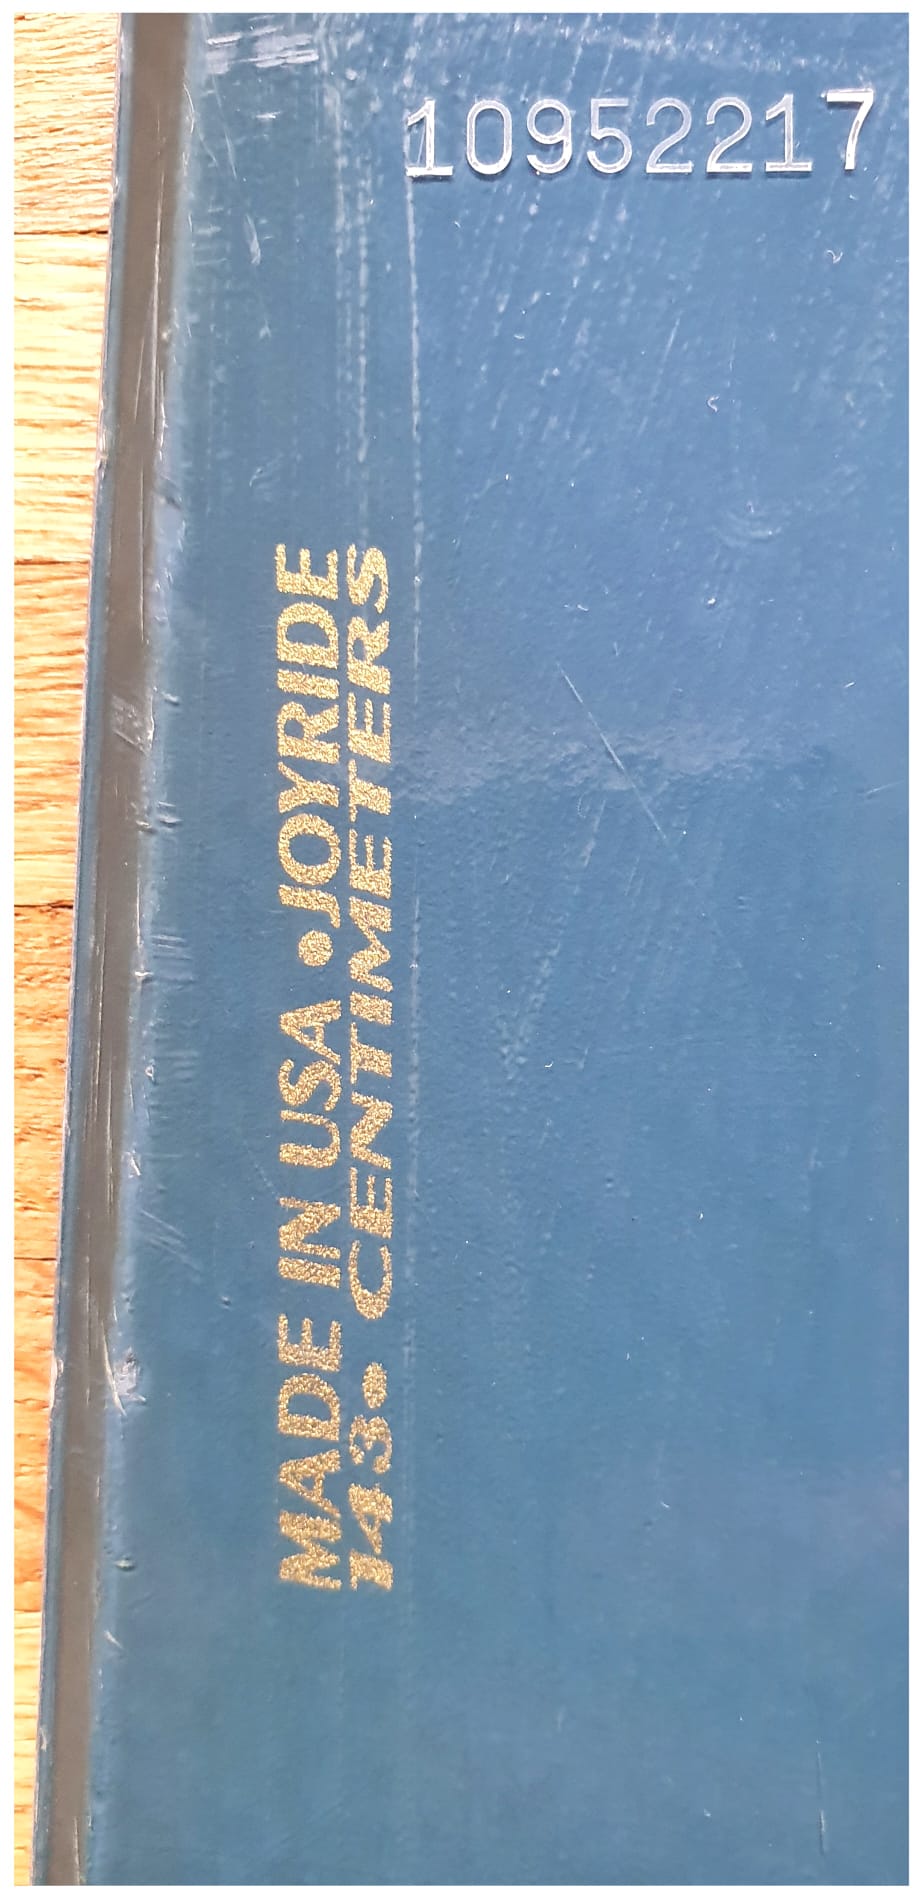 10952217
MADE IN USA • JOYRIDE
143• CENTIMETERS